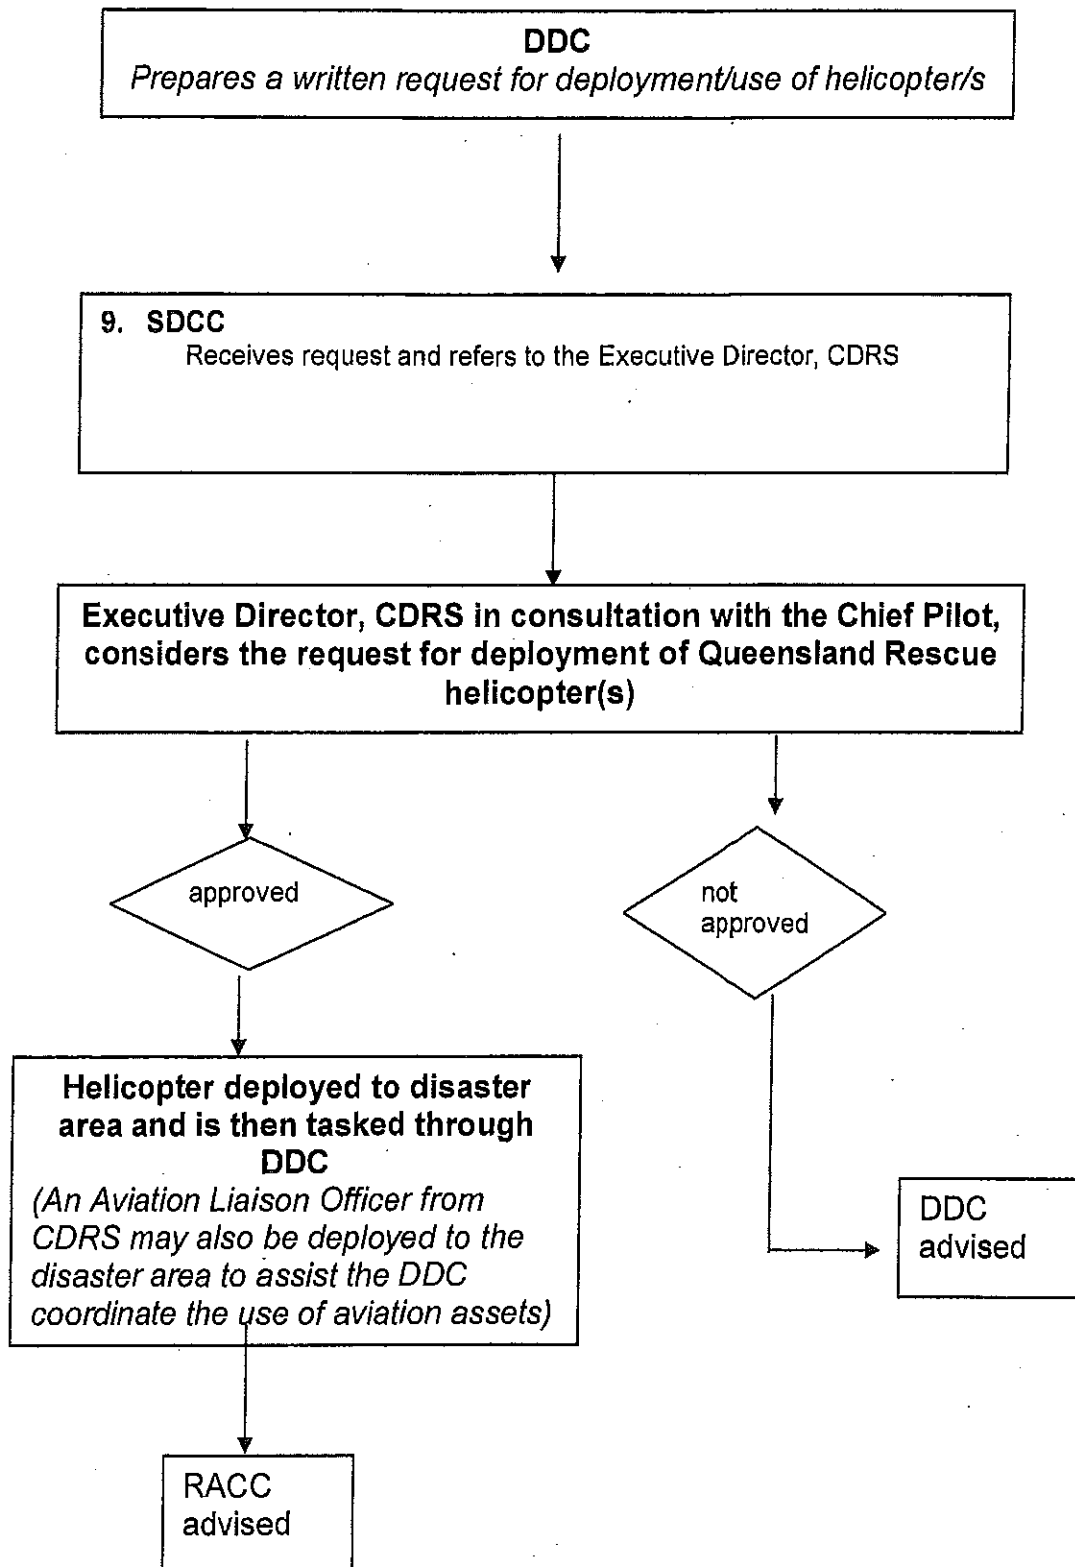 DDC
Prepares a written request for deployment/use of helicopter/s
9. SDCC
Receives request and refers to the Executive Director, CDRS
Executive Director, CDRS in consultation with the Chief Pilot,
considers the request for deployment of Queensland Rescue
helicopter(s)
approved
not
approved
Helicopter deployed to disaster
area and is then tasked through
DDC
(An Aviation Liaison Officer from
CDRS may also be deployed to the
disaster area to assist the DDC
coordinate the use of aviation assets)
DDC
advised
RACC
advised